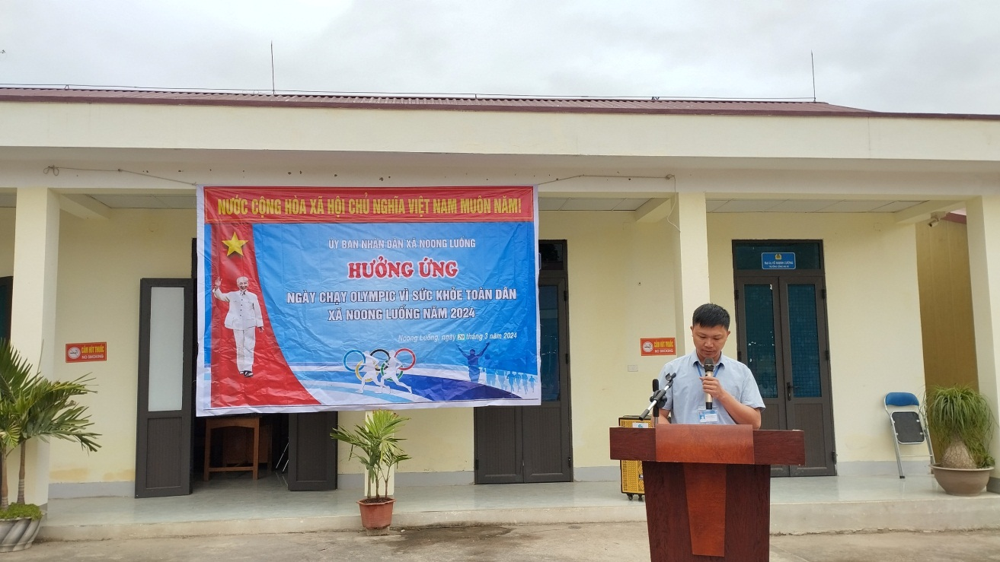 NƯỚC CỘNG HÒA XÃ HỘI CHỦ NGHĨA VIỆT NAM MUÔN NĂM!
ỦY BAN NHÂN DÂN XÃ NOONG LUỐNG
HƯỞNG ỨNG
NGÀY CHẠY OLYMPIC VÌ SỨC KHỎE TOÀN DÂN
XÃ NOONG LUỐNG NĂM 2024
Noong Luống, ngày 20 tháng 3 năm 2024
CẤM HÚT THUỐC
NO SMOKING
CẤM HÚT THUỐC
NO SMOKING